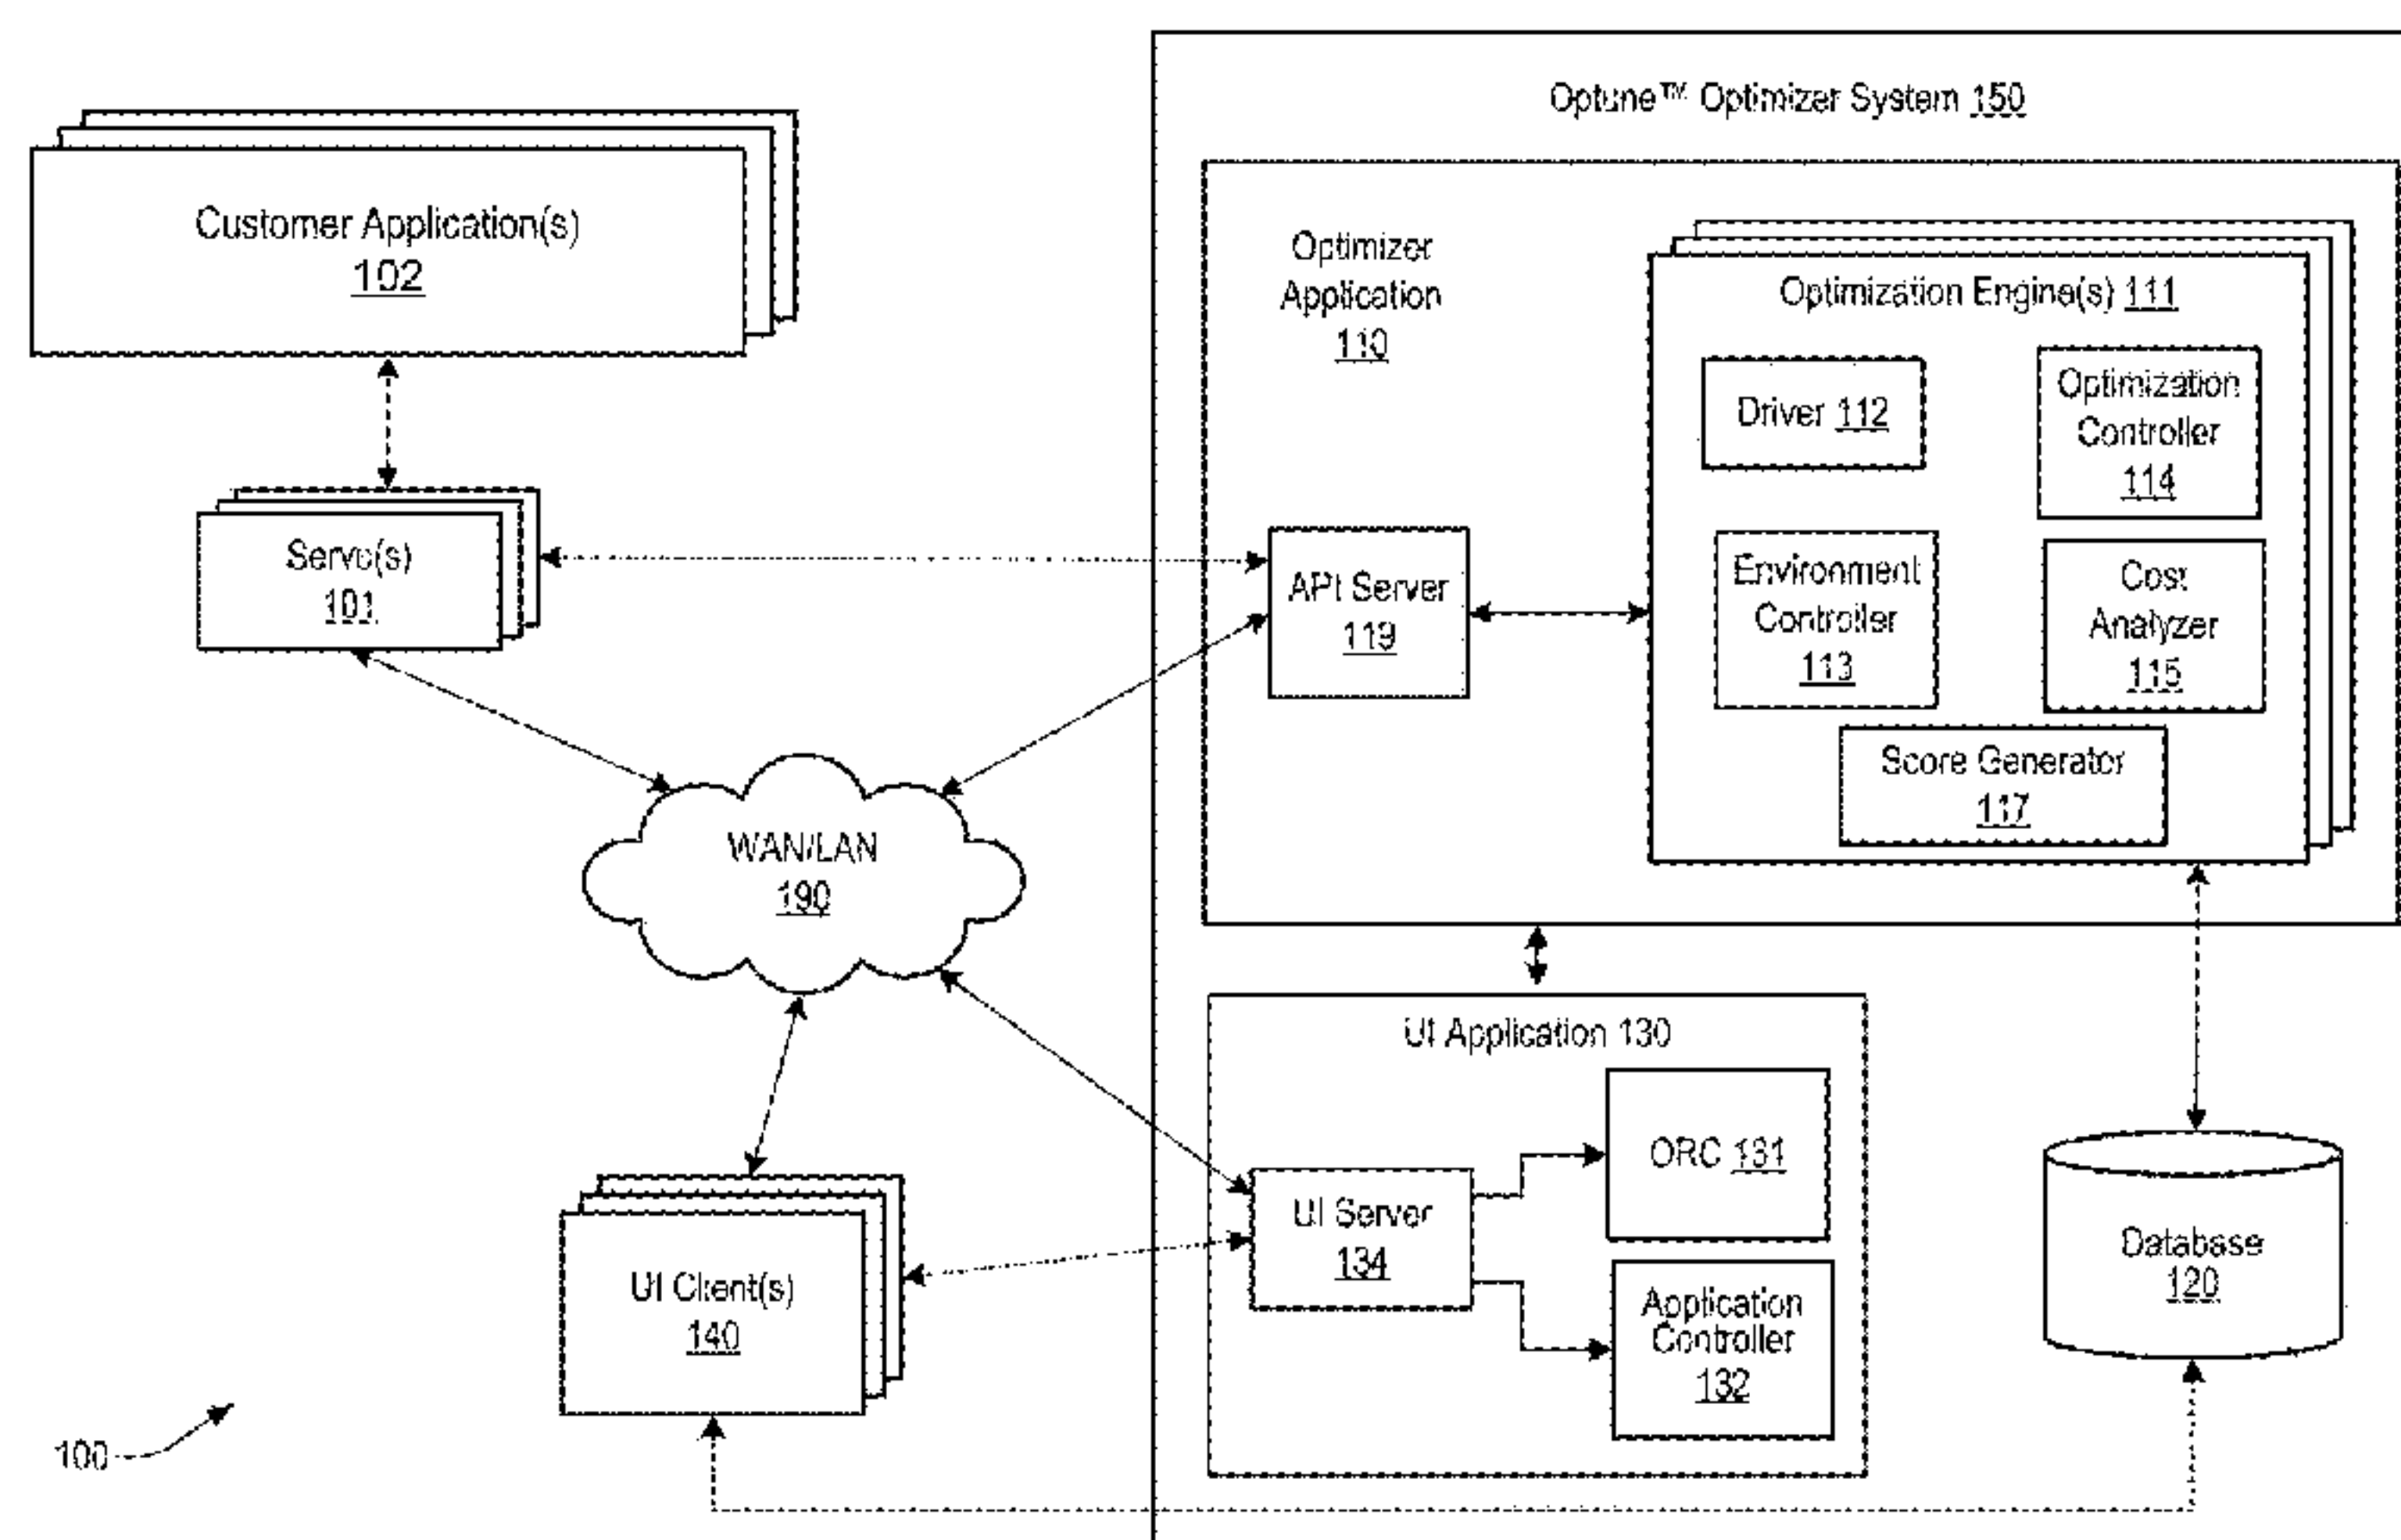 Optune™ Optimizer System 150
Customer Application(s)
102
Optimizer
Application
110
Optimization Engine(s) 111
Driver 112
Optimization
Controller
114
Servo(s)
101
API Server
119
Environment
Controller
113
Cost
Analyzer
115
Score Generator
117
WAN/LAN
190
UI Application 130
ORC 131
UI Server
134
UI Client(s)
140
Application
Controller
132
Database
120
100